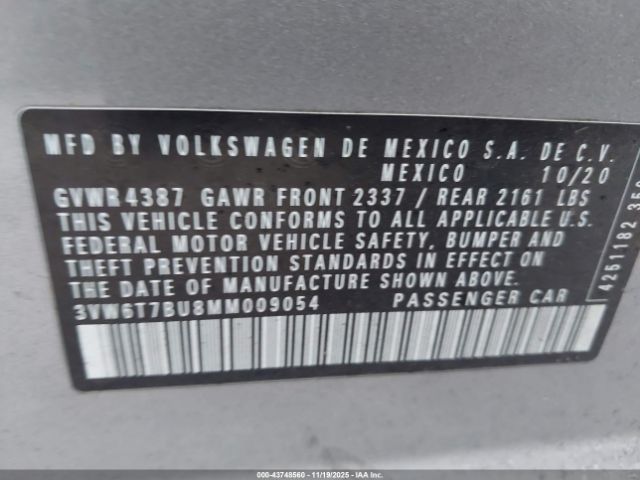 MFD BY VOLKSWAGEN DE MEXICO S.A. DE C.V.
MEXICO 10/20
GVWR 4387 GAWR FRONT 2337 / REAR 2161 LBS
THIS VEHICLE CONFORMS TO ALL APPLICABLE U.S.
FEDERAL MOTOR VEHICLE SAFETY, BUMPER AND
THEFT PREVENTION STANDARDS IN EFFECT ON
THE DATE OF MANUFACTURE SHOWN ABOVE.
3VW6T7BU8MM009054 PASSENGER CAR
4251182
000-43748560 - 11/19/2025 - COPART